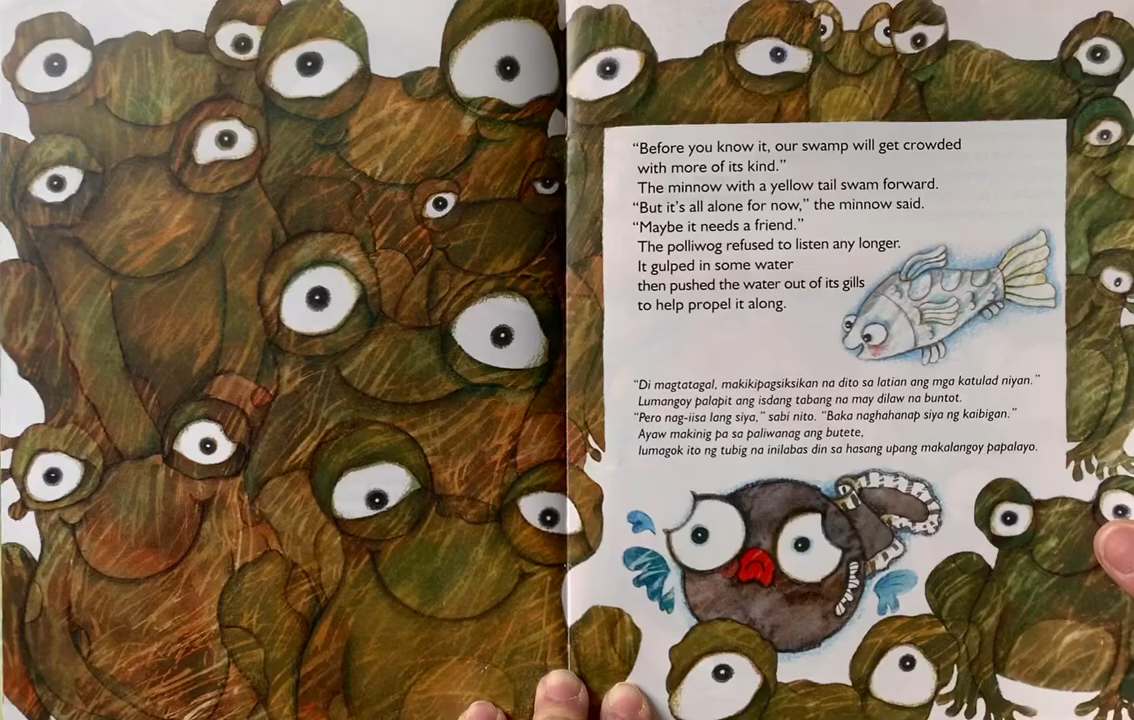 “Before you know it, our swamp will get crowded
with more of its kind.”
The minnow with a yellow tail swam forward.
“But it’s all alone for now,” the minnow said.
“Maybe it needs a friend.”
The polliwog refused to listen any longer.
It gulped in some water
then pushed the water out of its gills
to help propel it along.
“Di magtatagal, makikipagsiksikan na dito sa latian ang mga katulad niyan.”
Lumangoy palapit ang isdang tabang na may dilaw na buntot.
“Pero nag-iisa lang siya,” sabi nito. “Baka naghahanap siya ng kaibigan.”
Ayaw makinig pa sa paliwanag ang butete,
lumagok ito ng tubig na inilabas din sa hasang upang makalangoy papalayo.